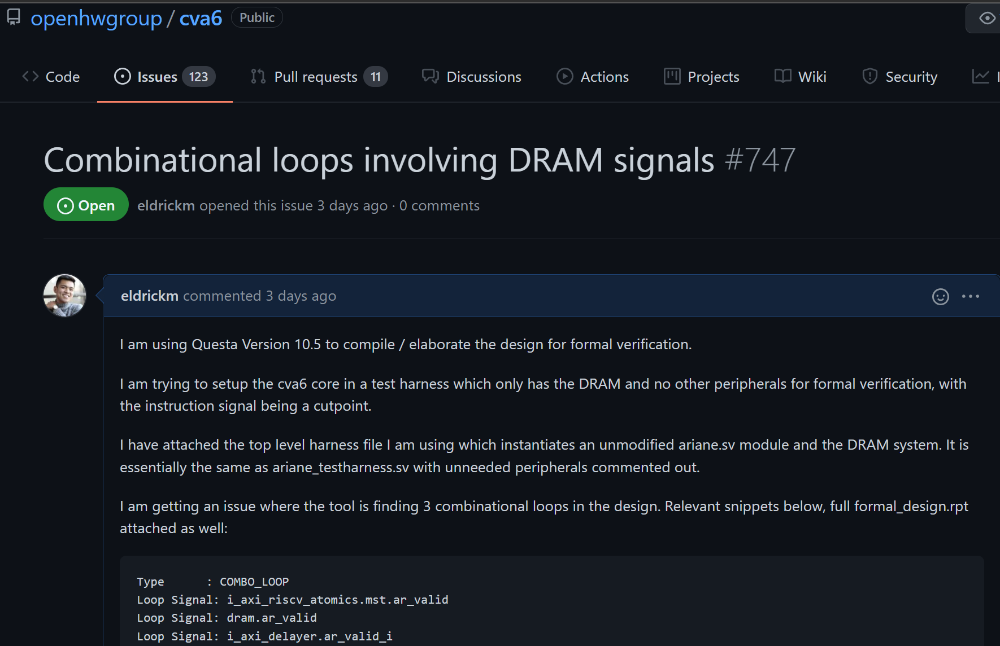 openhwgroup / cva6 Public
Code Issues 123 Pull requests 11 Discussions Actions Projects Wiki Security
Combinational loops involving DRAM signals #747
Open eldrickm opened this issue 3 days ago · 0 comments
eldrickm commented 3 days ago
I am using Questa Version 10.5 to compile / elaborate the design for formal verification.
I am trying to setup the cva6 core in a test harness which only has the DRAM and no other peripherals for formal verification, with
the instruction signal being a cutpoint.
I have attached the top level harness file I am using which instantiates an unmodified ariane.sv module and the DRAM system. It is
essentially the same as ariane_testharness.sv with unneeded peripherals commented out.
I am getting an issue where the tool is finding 3 combinational loops in the design. Relevant snippets below, full formal_design.rpt
attached as well:
Type : COMBO_LOOP
Loop Signal: i_axi_riscv_atomics.mst.ar_valid
Loop Signal: dram.ar_valid
Loop Signal: i_axi_delayer.ar_valid_i